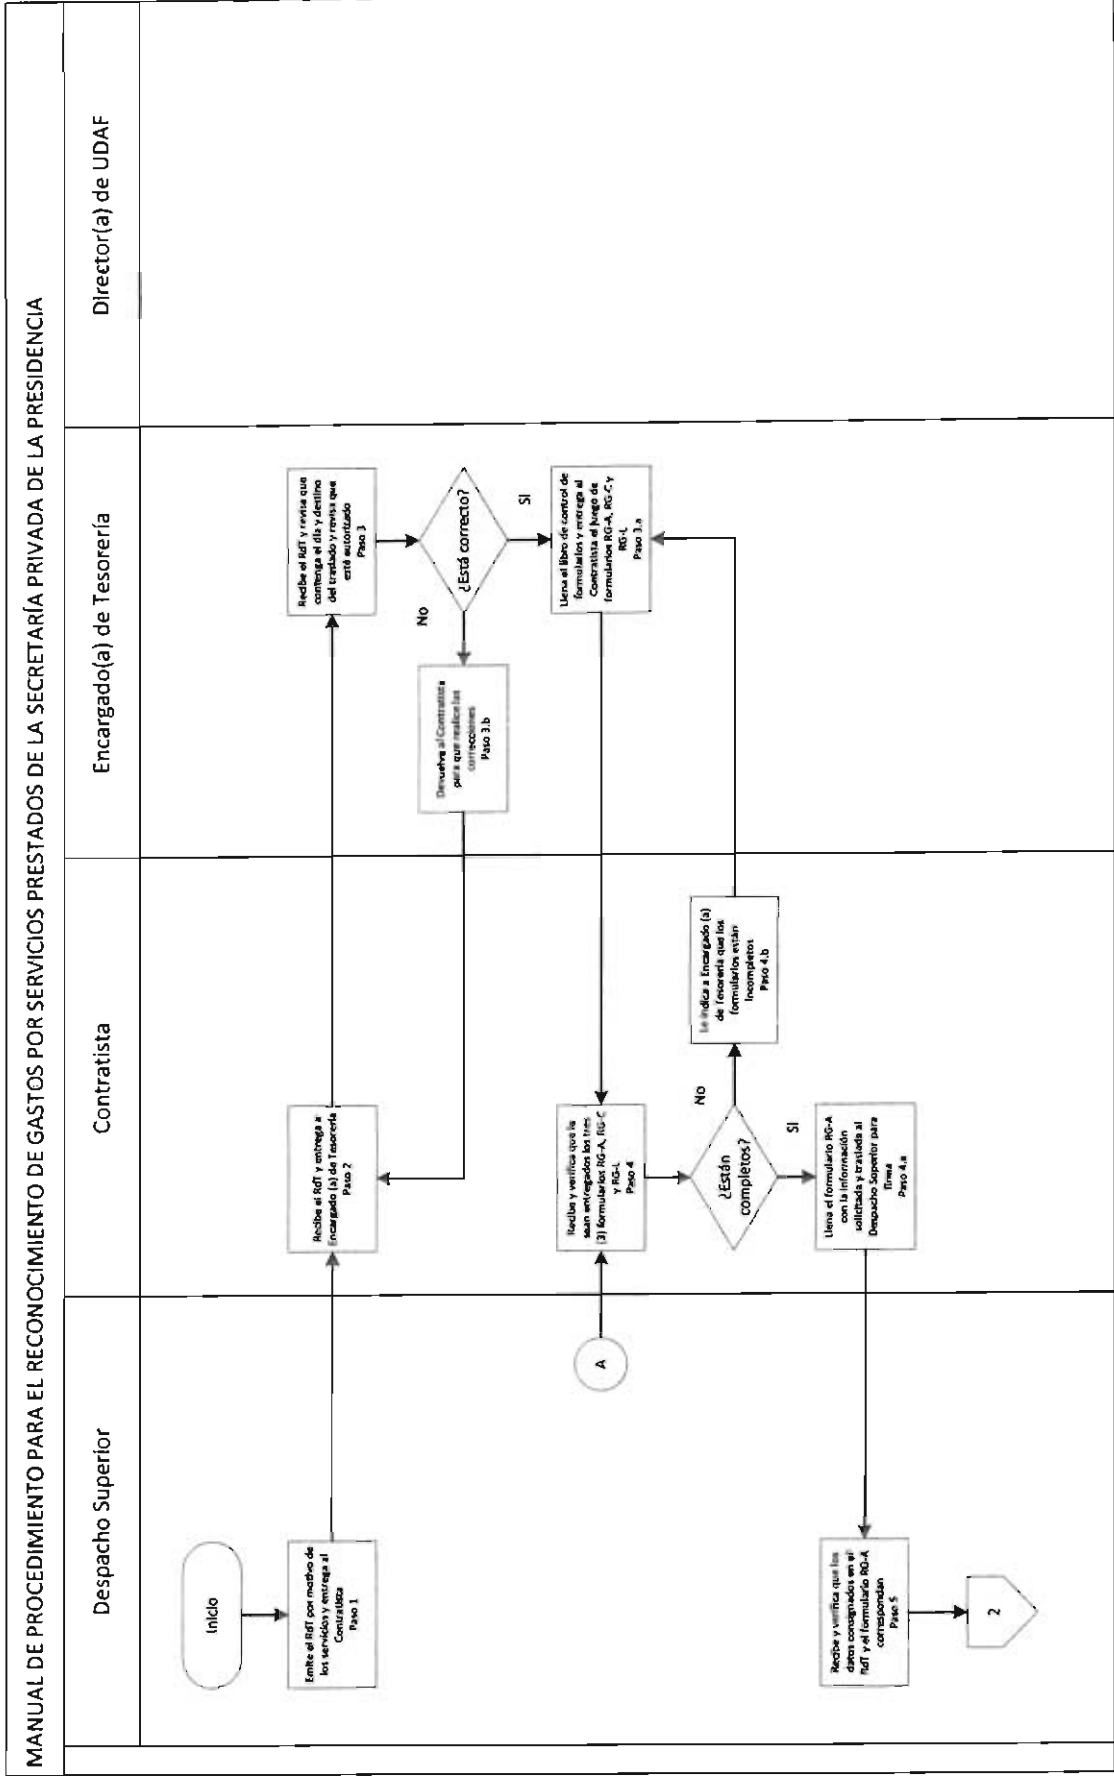 MANUAL DE PROCEDIMIENTO PARA EL RECONOCIMIENTO DE GASTOS POR SERVICIOS PRESTADOS DE LA SECRETARÍA PRIVADA DE LA PRESIDENCIA
Despacho Superior
Contratista
Encargado(a) de Tesorería
Director(a) de UDAF
Inicio
Emite el RdT por motivo de
los servicios y entrega al
Contratista
Paso 1
Recibe el RdT y entrega a
Encargado (a) de Tesorería
Paso 2
Recibe el RdT y revisa que
contenga el día y destino
del traslado y revisa que
esté autorizado
Paso 3
¿Está correcto?
No
SI
Devuelve al Contratista
para que realice las
correcciones
Paso 3.b
Llena el libro de control de
formularios y entrega al
Contratista el juego de
formularios RG-A, RG-C y
RG-L
Paso 3.a
A
Recibe y verifica que le
sean entregados los tres
(3) formularios RG-A, RG-C
y RG-L
Paso 4
¿Están
completos?
No
SI
Le indica a Encargado (a)
de Tesorería que los
formularios están
Incompletos
Paso 4.b
Llena el formulario RG-A
con la información
solicitada y traslada al
Despacho Superior para
firma
Paso 4.a
Recibe y verifica que los
datos consignados en el
RdT y el formulario RG-A
correspondan
Paso 5
2